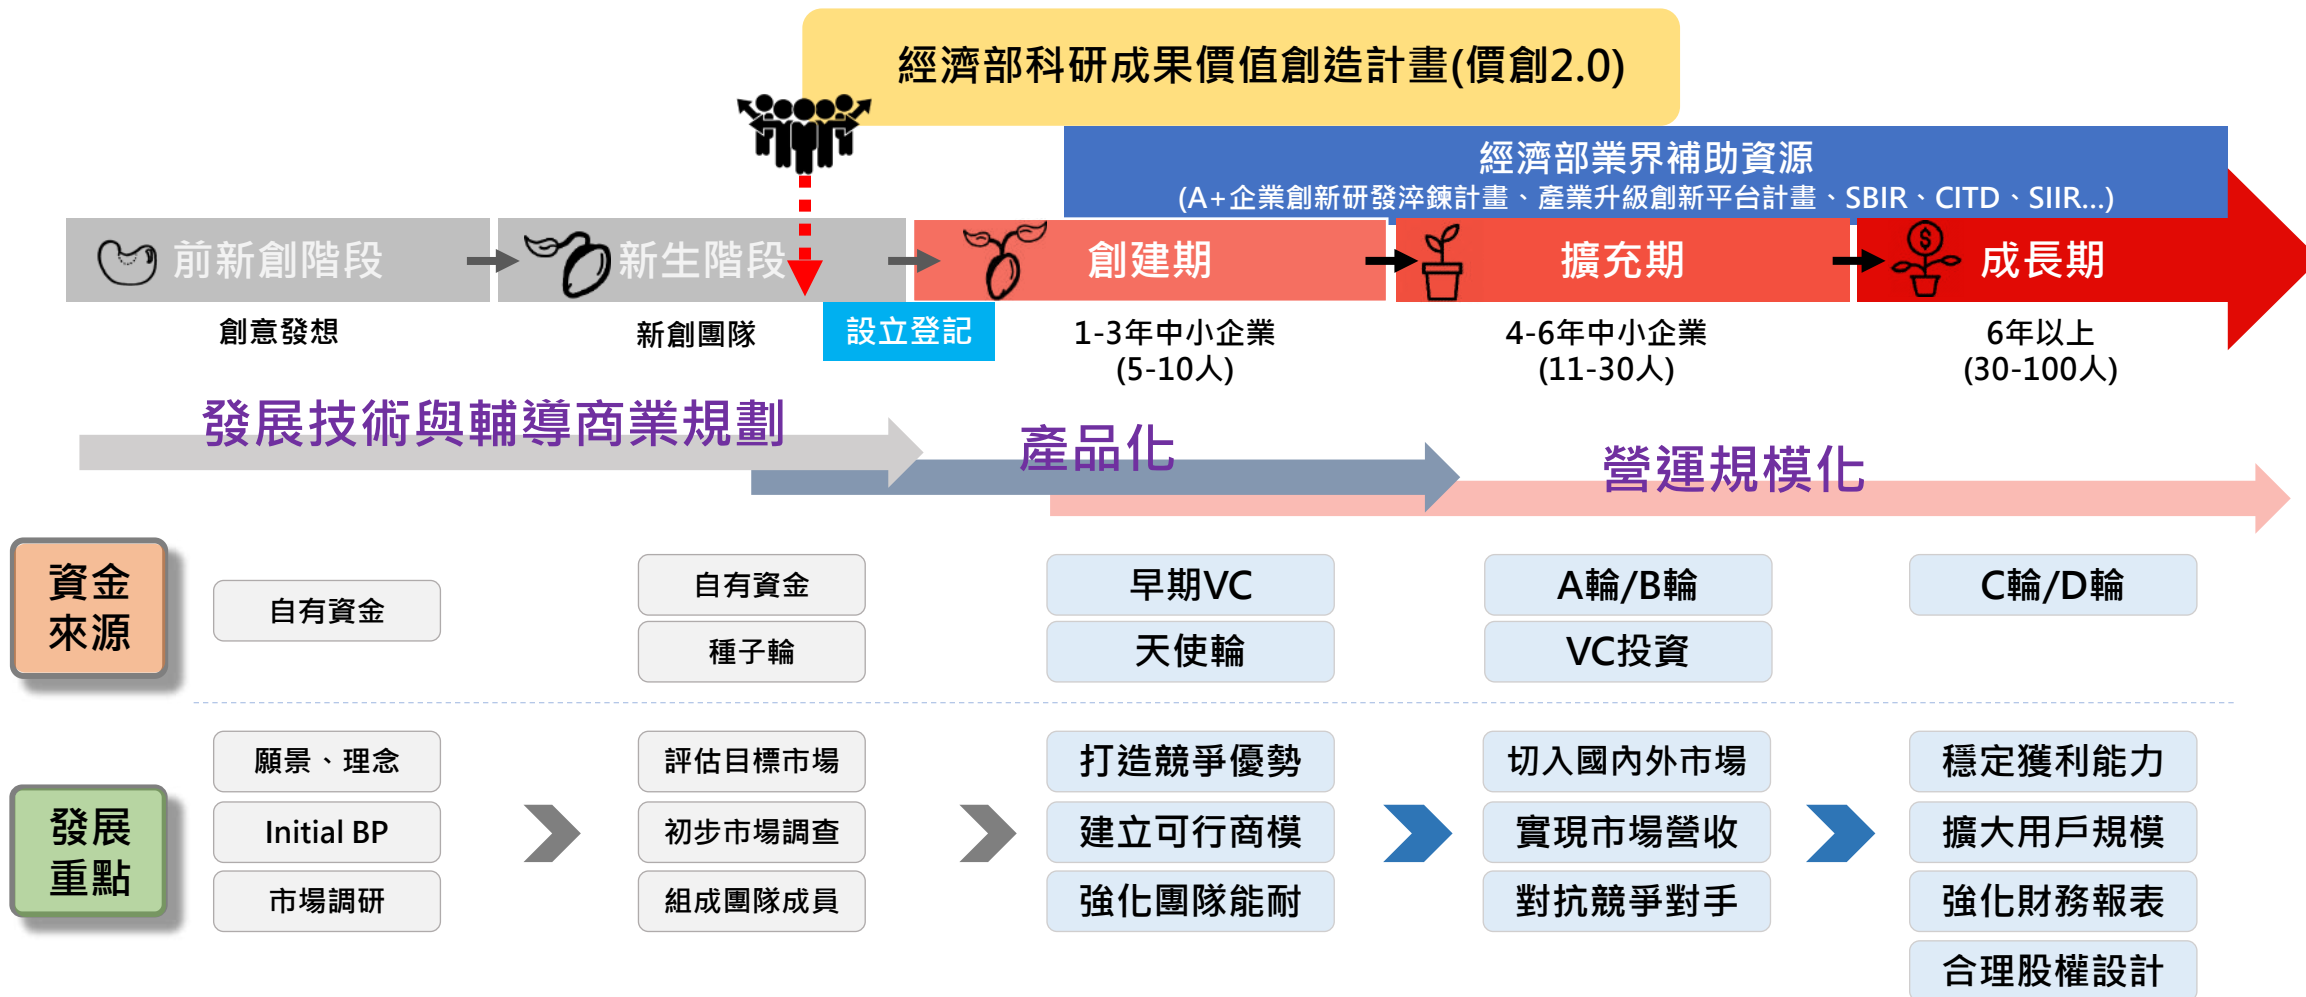 經濟部科研成果價值創造計畫(價創2.0)
經濟部業界補助資源
(A+企業創新研發淬鍊計畫、產業升級創新平台計畫、SBIR、CITD、SIIR...)
前新創階段
新生階段
創建期
擴充期
成長期
創意發想
新創團隊
設立登記
1-3年中小企業
(5-10人)
4-6年中小企業
(11-30人)
6年以上
(30-100人)
發展技術與輔導商業規劃
產品化
營運規模化
資金
來源
自有資金
自有資金
種子輪
早期VC
天使輪
A輪/B輪
VC投資
C輪/D輪
發展
重點
願景、理念
Initial BP
市場調研
評估目標市場
初步市場調查
組成團隊成員
打造競爭優勢
建立可行商模
強化團隊能耐
切入國內外市場
實現市場營收
對抗競爭對手
穩定獲利能力
擴大用戶規模
強化財務報表
合理股權設計